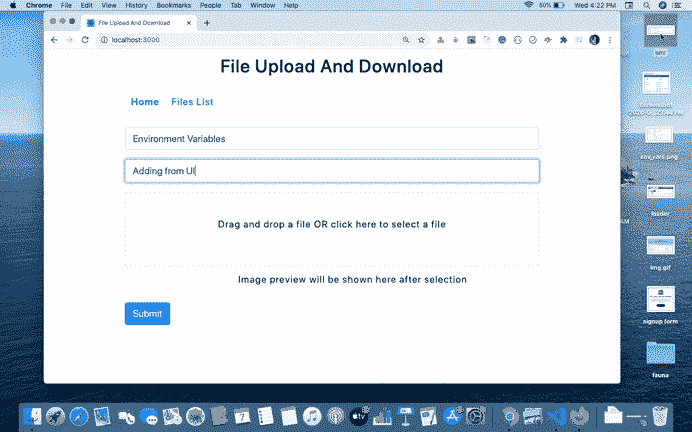 Chrome File Edit View History Bookmarks People Tab Window Help 50% Wed 4:22 PM
File Upload And Download
localhost:3000
File Upload And Download
Home Files List
Environment Variables
Adding from UI
Drag and drop a file OR click here to select a file
Image preview will be shown here after selection
Submit
env
Screenshot
env_vars.png
loader
img.gif
signup form
fauna